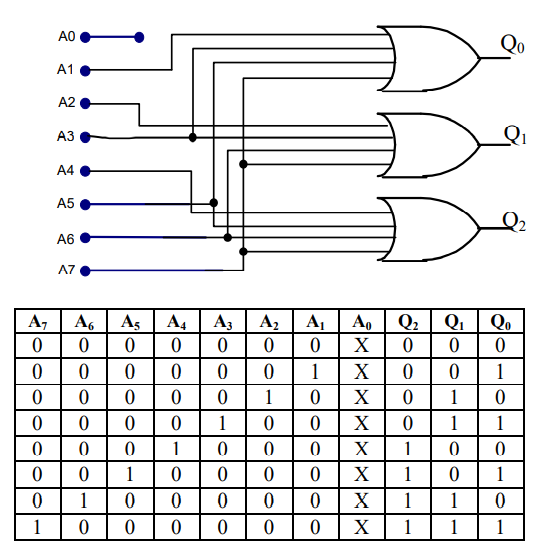 A0
Q₀
A1
A2
A3
Q₁
A4
A5
Q₂
A6
A7
A₇ A₆ A₅ A₄ A₃ A₂ A₁ A₀ Q₂ Q₁ Q₀
0 0 0 0 0 0 0 X 0 0 0
0 0 0 0 0 0 1 X 0 0 1
0 0 0 0 0 1 0 X 0 1 0
0 0 0 0 1 0 0 X 0 1 1
0 0 0 1 0 0 0 X 1 0 0
0 0 1 0 0 0 0 X 1 0 1
0 1 0 0 0 0 0 X 1 1 0
1 0 0 0 0 0 0 X 1 1 1